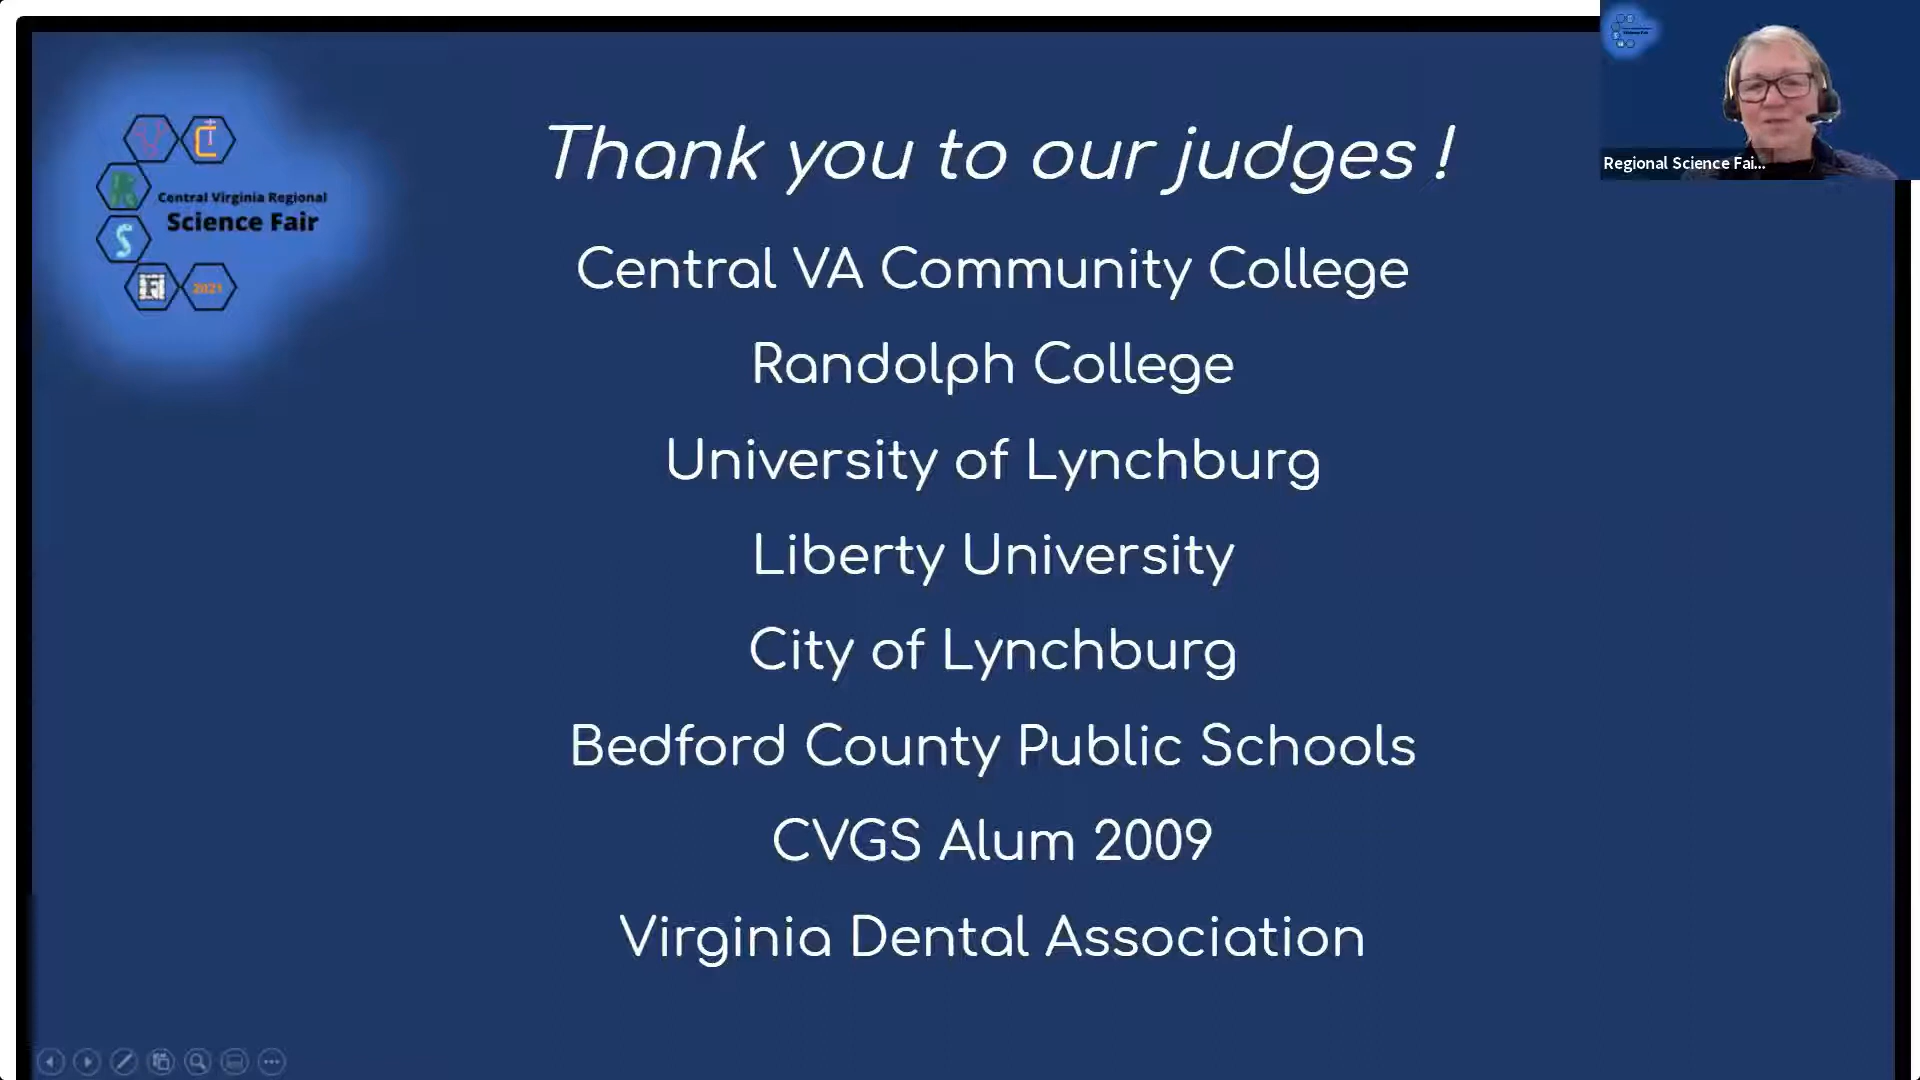 Thank you to our judges !
Central Virginia Regional
Science Fair
2021
Central VA Community College
Randolph College
University of Lynchburg
Liberty University
City of Lynchburg
Bedford County Public Schools
CVGS Alum 2009
Virginia Dental Association
Regional Science Fai...